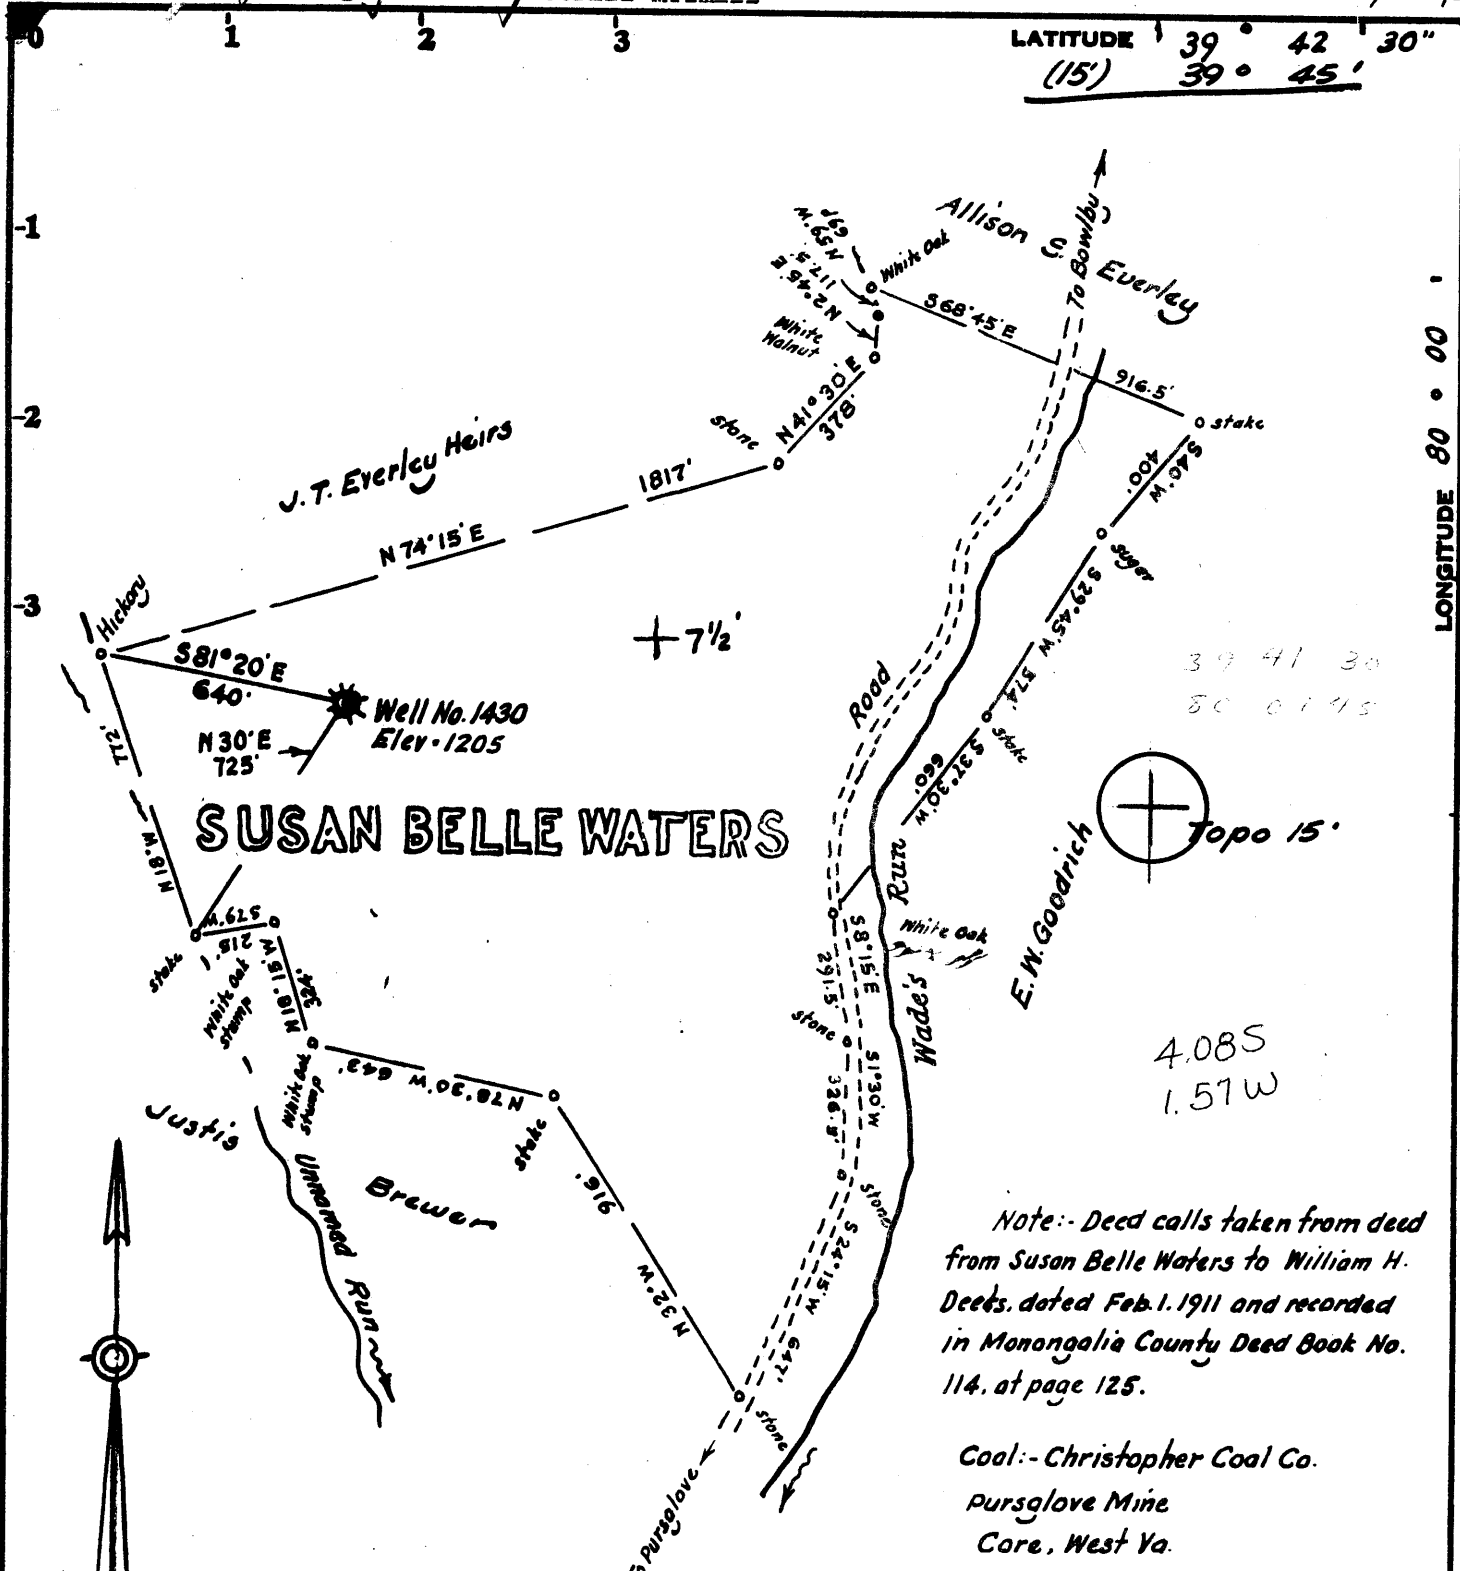 0 1 2 3
LATITUDE 39 ° 42 ' 30"
(15') 39 ° 45 '
-1
-2
-3
LONGITUDE 80 ° 00 '
Allison S. Everley
To Bowlby
White Oak
N 59° W
69'
117.5'
N 2° 45' E
White
Walnut
S 68° 45' E
916.5'
stake
N 41° 30' E
378'
stone
S 40° W
400'
J. T. Everley Heirs
1817'
N 74° 15' E
Sugar
S 29° 45' W
374'
Hickory
7 1/2'
S 81° 20' E
640'
39 41 30
80 01 45
Well No. 1430
Elev. 1205
Road
stake
S 37° 30' W
660'
N 30° E
725'
772'
N 18° W
SUSAN BELLE WATERS
Topo 15'
E. W. Goodrich
Wade's Run
White Oak
S 79° W
215'
stake
White Oak
stump
N 18° 15' W
324'
S 8° 15' E
291.5'
stone
4.08S
1.57W
N 78° 30' W 643'
White Oak
stump
stake
S 1° 30' W
326.5'
stone
Justis Brewer
Unnamed Run
916'
N 32° W
S 24° 15' W 647'
stone
Pursglove
Note:- Deed calls taken from deed
from Susan Belle Waters to William H.
Deets, dated Feb. 1. 1911 and recorded
in Monongalia County Deed Book No.
114, at page 125.
Coal:- Christopher Coal Co.
Pursglove Mine
Core, West Va.